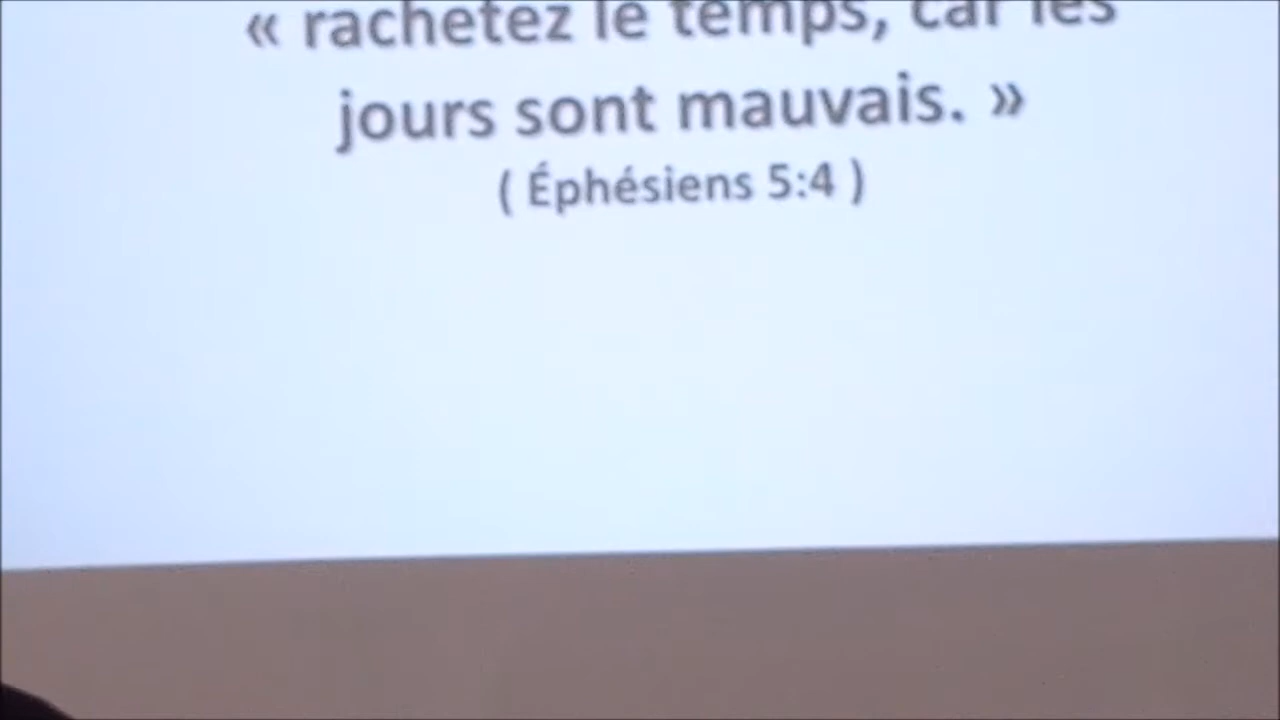 « rachetez le temps, car les
jours sont mauvais. »
( Éphésiens 5:4 )